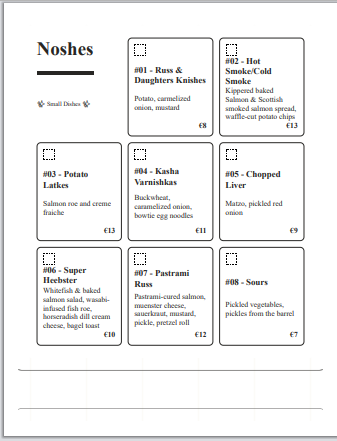 Noshes
Small Dishes
#01 - Russ &
Daughters Knishes
Potato, carmelized
onion, mustard
€8
#02 - Hot
Smoke/Cold
Smoke
Kippered baked
Salmon & Scottish
smoked salmon spread,
waffle-cut potato chips
€13
#03 - Potato
Latkes
Salmon roe and creme
fraiche
€13
#04 - Kasha
Varnishkas
Buckwheat,
caramelized onion,
bowtie egg noodles
€11
#05 - Chopped
Liver
Matzo, pickled red
onion
€9
#06 - Super
Heebster
Whitefish & baked
salmon salad, wasabi-
infused fish roe,
horseradish dill cream
cheese, bagel toast
€10
#07 - Pastrami
Russ
Pastrami-cured salmon,
muenster cheese,
sauerkraut, mustard,
pickle, pretzel roll
€12
#08 - Sours
Pickled vegetables,
pickles from the barrel
€7